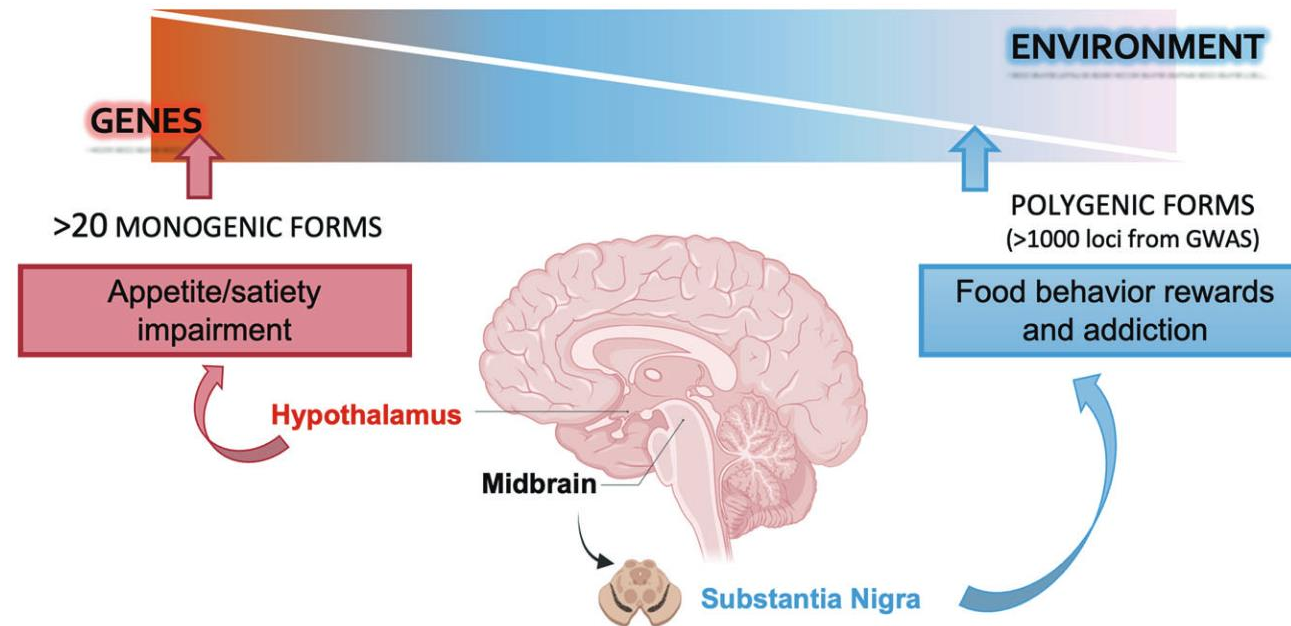 ENVIRONMENT
GENES
>20 MONOGENIC FORMS
POLYGENIC FORMS
(>1000 loci from GWAS)
Appetite/satiety
impairment
Food behavior rewards
and addiction
Hypothalamus
Midbrain
Substantia Nigra